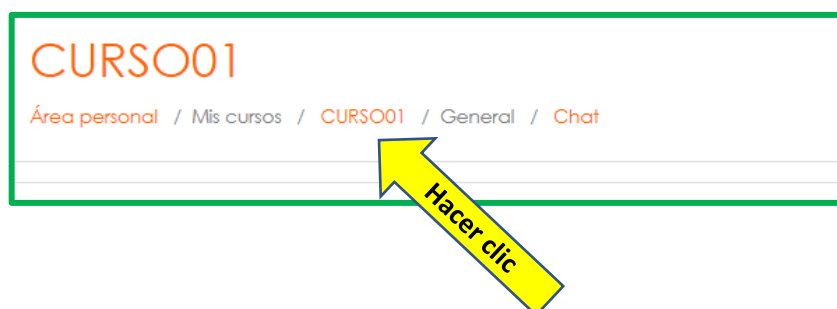 CURSO01
Área personal / Mis cursos / CURSO01 / General / Chat
Hacer clic